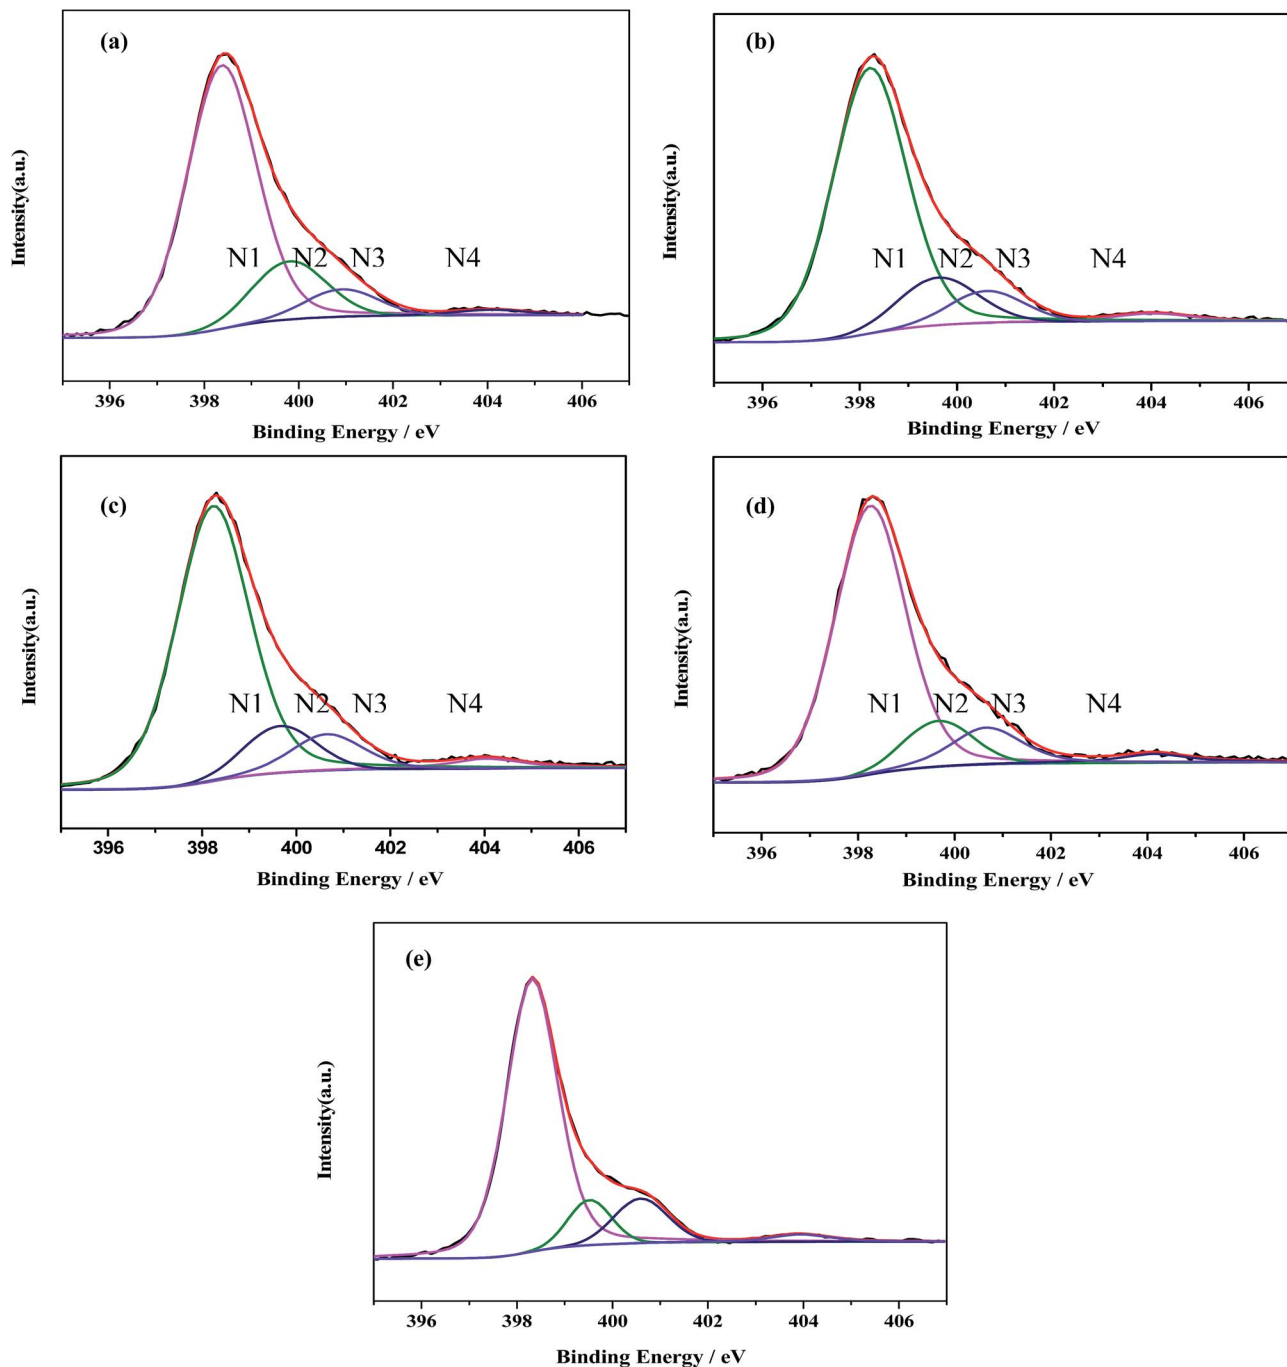 (a)
Intensity(a.u.)
N1 N2 N3 N4
396 398 400 402 404 406
Binding Energy / eV
(b)
Intensity(a.u.)
N1 N2 N3 N4
396 398 400 402 404 406
Binding Energy / eV
(c)
Intensity(a.u.)
N1 N2 N3 N4
396 398 400 402 404 406
Binding Energy / eV
(d)
Intensity(a.u.)
N1 N2 N3 N4
396 398 400 402 404 406
Binding Energy / eV
(e)
Intensity(a.u.)
396 398 400 402 404 406
Binding Energy / eV